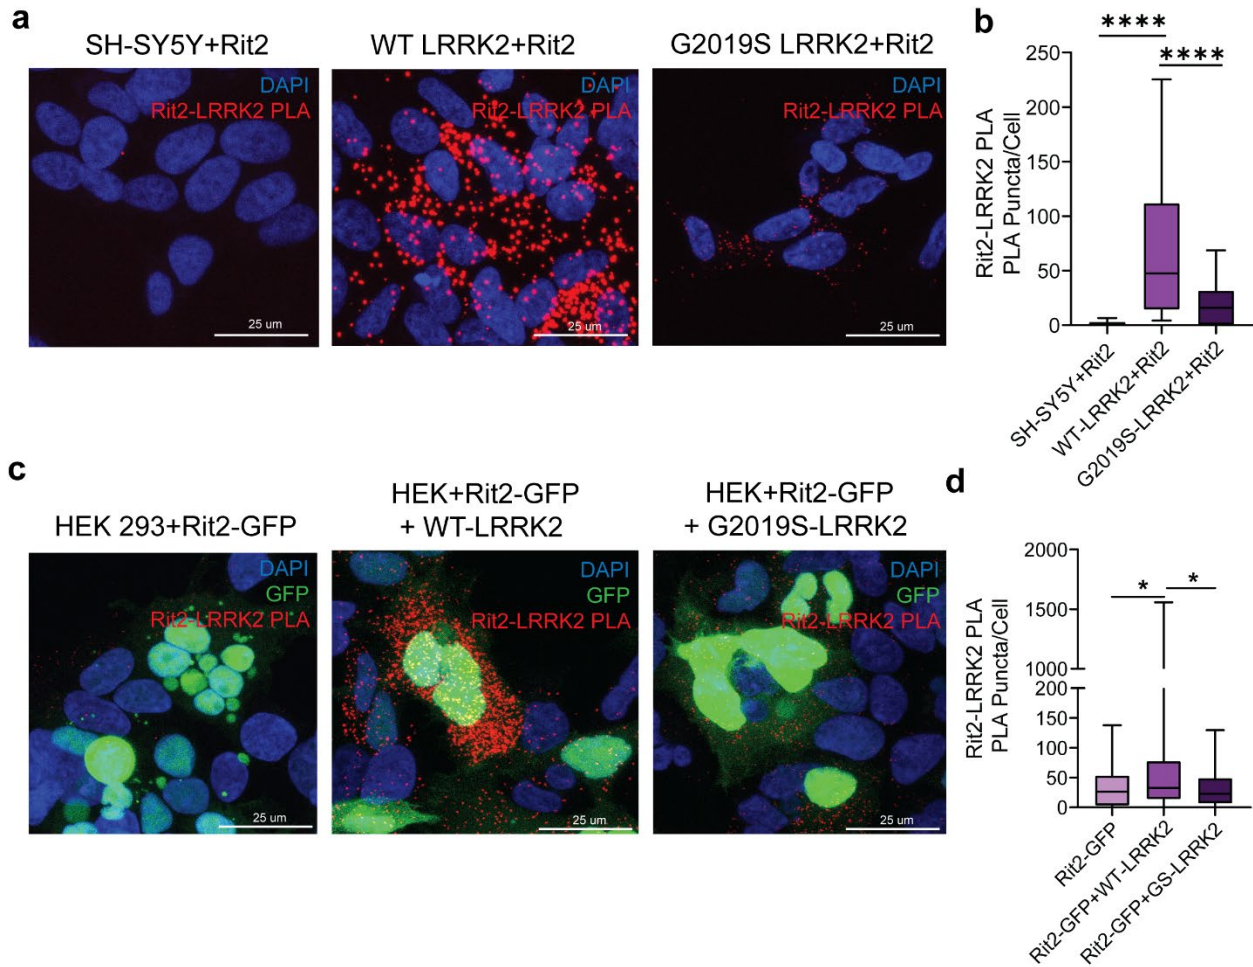 a
SH-SY5Y+Rit2
WT LRRK2+Rit2
G2019S LRRK2+Rit2
DAPI
Rit2-LRRK2 PLA
25 um
DAPI
Rit2-LRRK2 PLA
25 um
DAPI
Rit2-LRRK2 PLA
25 um
b
****
****
Rit2-LRRK2 PLA
PLA Puncta/Cell
250
200
150
100
50
0
SH-SY5Y+Rit2
WT-LRRK2+Rit2
G2019S-LRRK2+Rit2
c
HEK 293+Rit2-GFP
HEK+Rit2-GFP
+ WT-LRRK2
HEK+Rit2-GFP
+ G2019S-LRRK2
DAPI
GFP
Rit2-LRRK2 PLA
25 um
DAPI
GFP
Rit2-LRRK2 PLA
25 um
DAPI
GFP
Rit2-LRRK2 PLA
25 um
d
*
*
Rit2-LRRK2 PLA
PLA Puncta/Cell
2000
1500
1000
200
150
100
50
0
Rit2-GFP
Rit2-GFP+WT-LRRK2
Rit2-GFP+GS-LRRK2